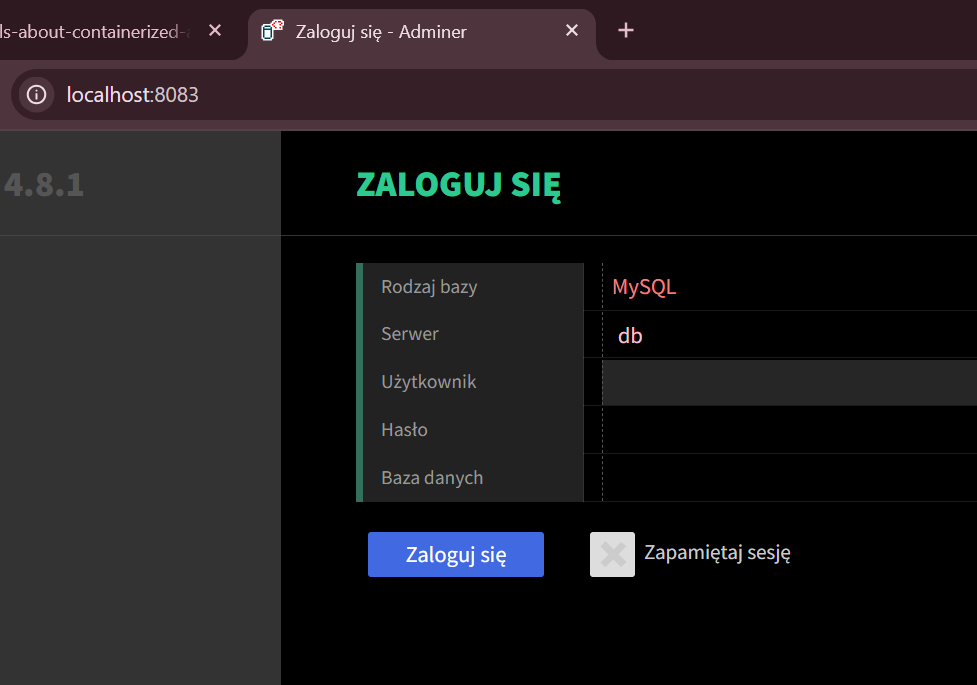 ls-about-containerized-
Zaloguj się - Adminer
localhost:8083
4.8.1
ZALOGUJ SIĘ
Rodzaj bazy
MySQL
Serwer
db
Użytkownik
Hasło
Baza danych
Zaloguj się
Zapamiętaj sesję